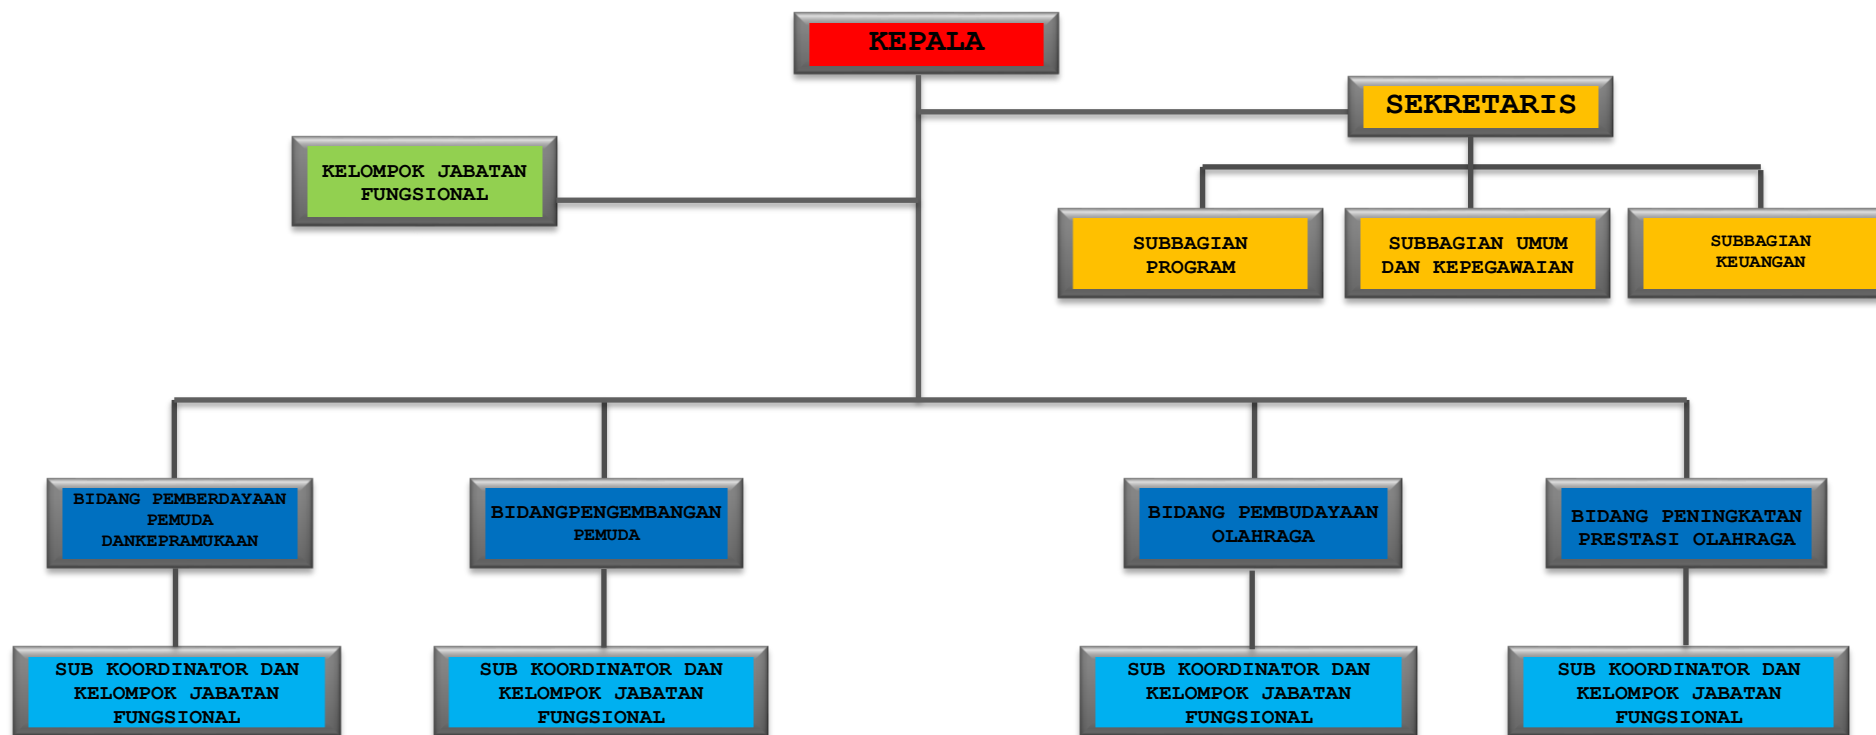 KEPALA
SEKRETARIS
KELOMPOK JABATAN
FUNGSIONAL
SUBBAGIAN
PROGRAM
SUBBAGIAN UMUM
DAN KEPEGAWAIAN
SUBBAGIAN
KEUANGAN
BIDANG PEMBERDAYAAN
PEMUDA
DANKEPRAMUKAAN
BIDANGPENGEMBANGAN
PEMUDA
BIDANG PEMBUDAYAAN
OLAHRAGA
BIDANG PENINGKATAN
PRESTASI OLAHRAGA
SUB KOORDINATOR DAN
KELOMPOK JABATAN
FUNGSIONAL
SUB KOORDINATOR DAN
KELOMPOK JABATAN
FUNGSIONAL
SUB KOORDINATOR DAN
KELOMPOK JABATAN
FUNGSIONAL
SUB KOORDINATOR DAN
KELOMPOK JABATAN
FUNGSIONAL